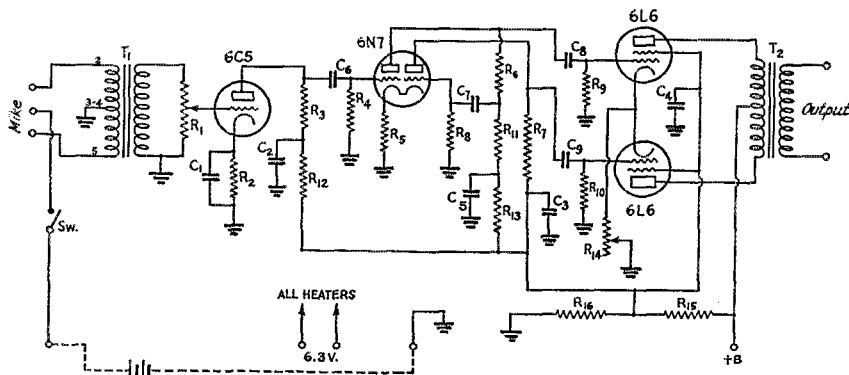 6L6
T1
6C5
6N7
T2
2
3-4
5
Mike
R1
C1
R2
C2
R3
R12
C6
R4
R5
R8
C7
R6
R11
R13
C5
R7
C3
C8
R9
C9
R10
R14
C4
6L6
Output
Sw.
ALL HEATERS
6.3V.
R16
R15
+B